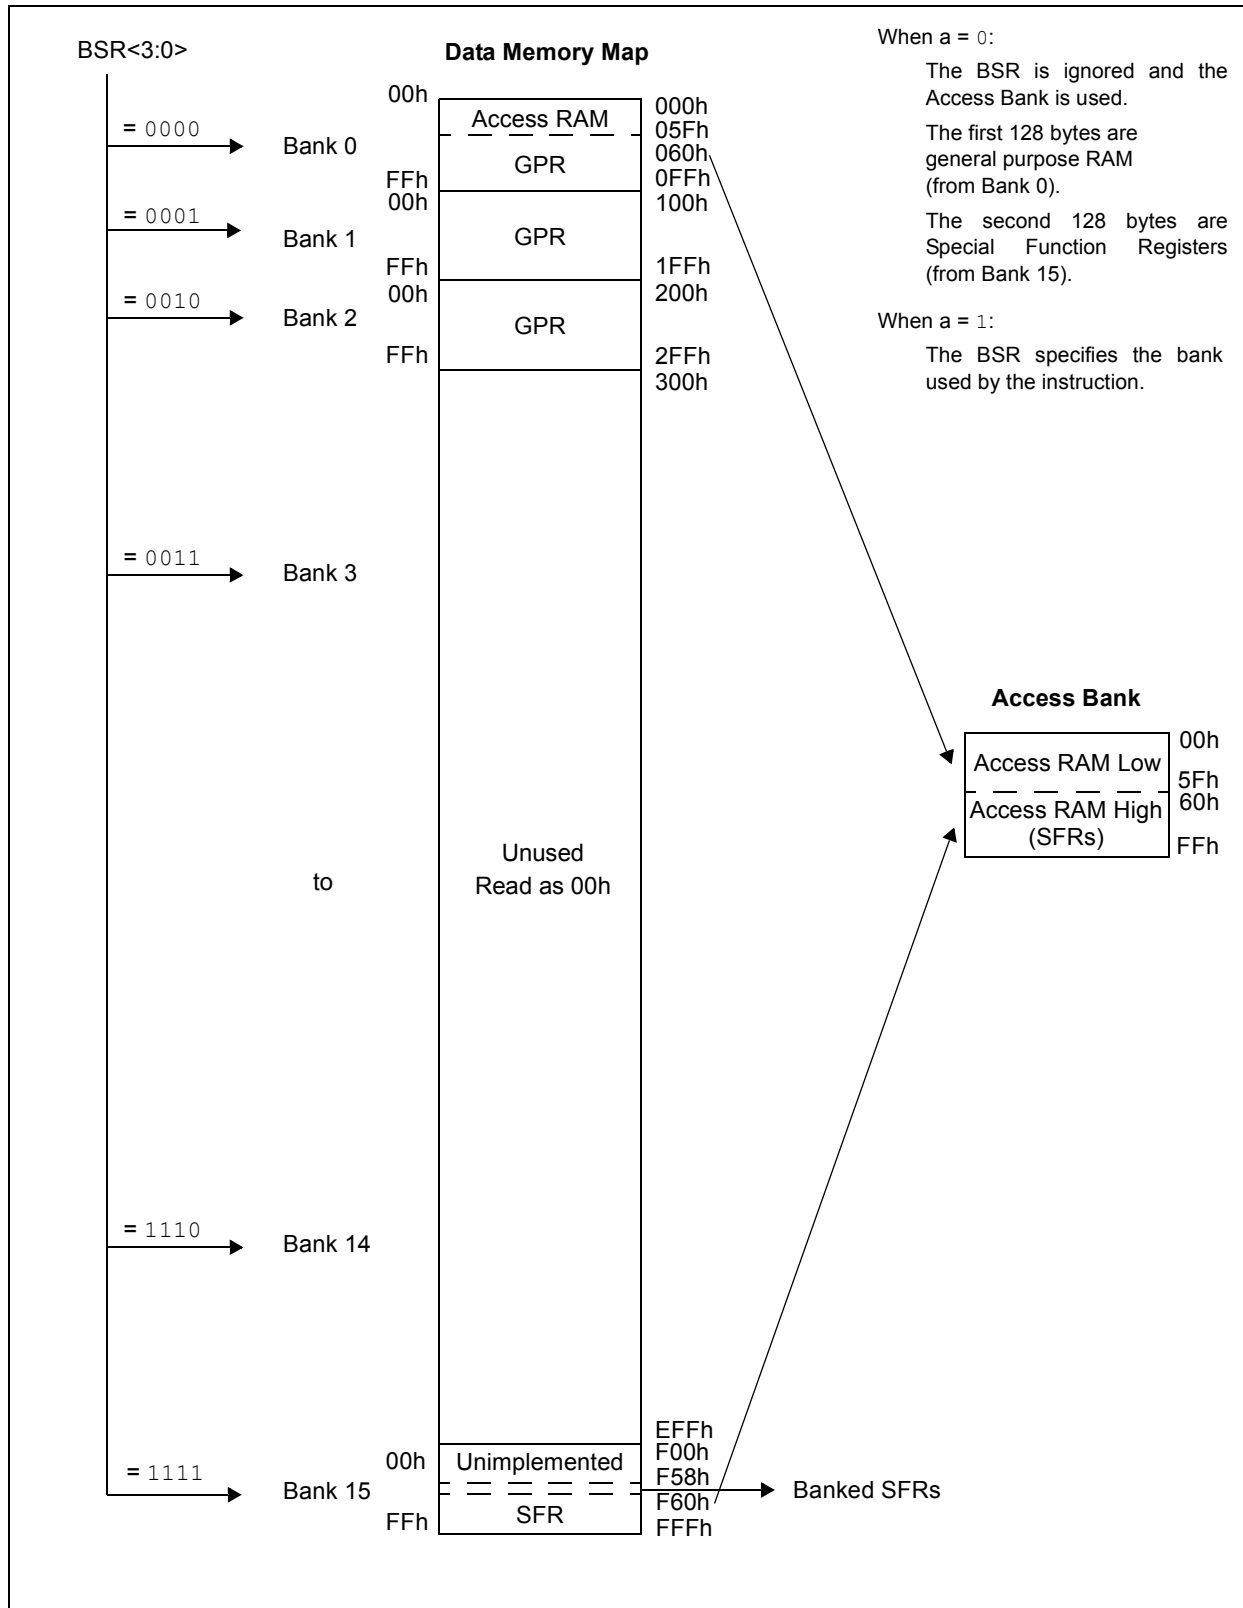 BSR<3:0>
Data Memory Map
When a = 0:
The BSR is ignored and the
Access Bank is used.
The first 128 bytes are
general purpose RAM
(from Bank 0).
The second 128 bytes are
Special Function Registers
(from Bank 15).
When a = 1:
The BSR specifies the bank
used by the instruction.
= 0000
Bank 0
00h
FFh
Access RAM
GPR
000h
05Fh
060h
0FFh
= 0001
Bank 1
00h
FFh
GPR
100h
1FFh
= 0010
Bank 2
00h
FFh
GPR
200h
2FFh
300h
= 0011
Bank 3
to
Unused
Read as 00h
Access Bank
Access RAM Low
Access RAM High
(SFRs)
00h
5Fh
60h
FFh
= 1110
Bank 14
= 1111
Bank 15
00h
FFh
Unimplemented
SFR
EFFh
F00h
F58h
F60h
FFFh
Banked SFRs